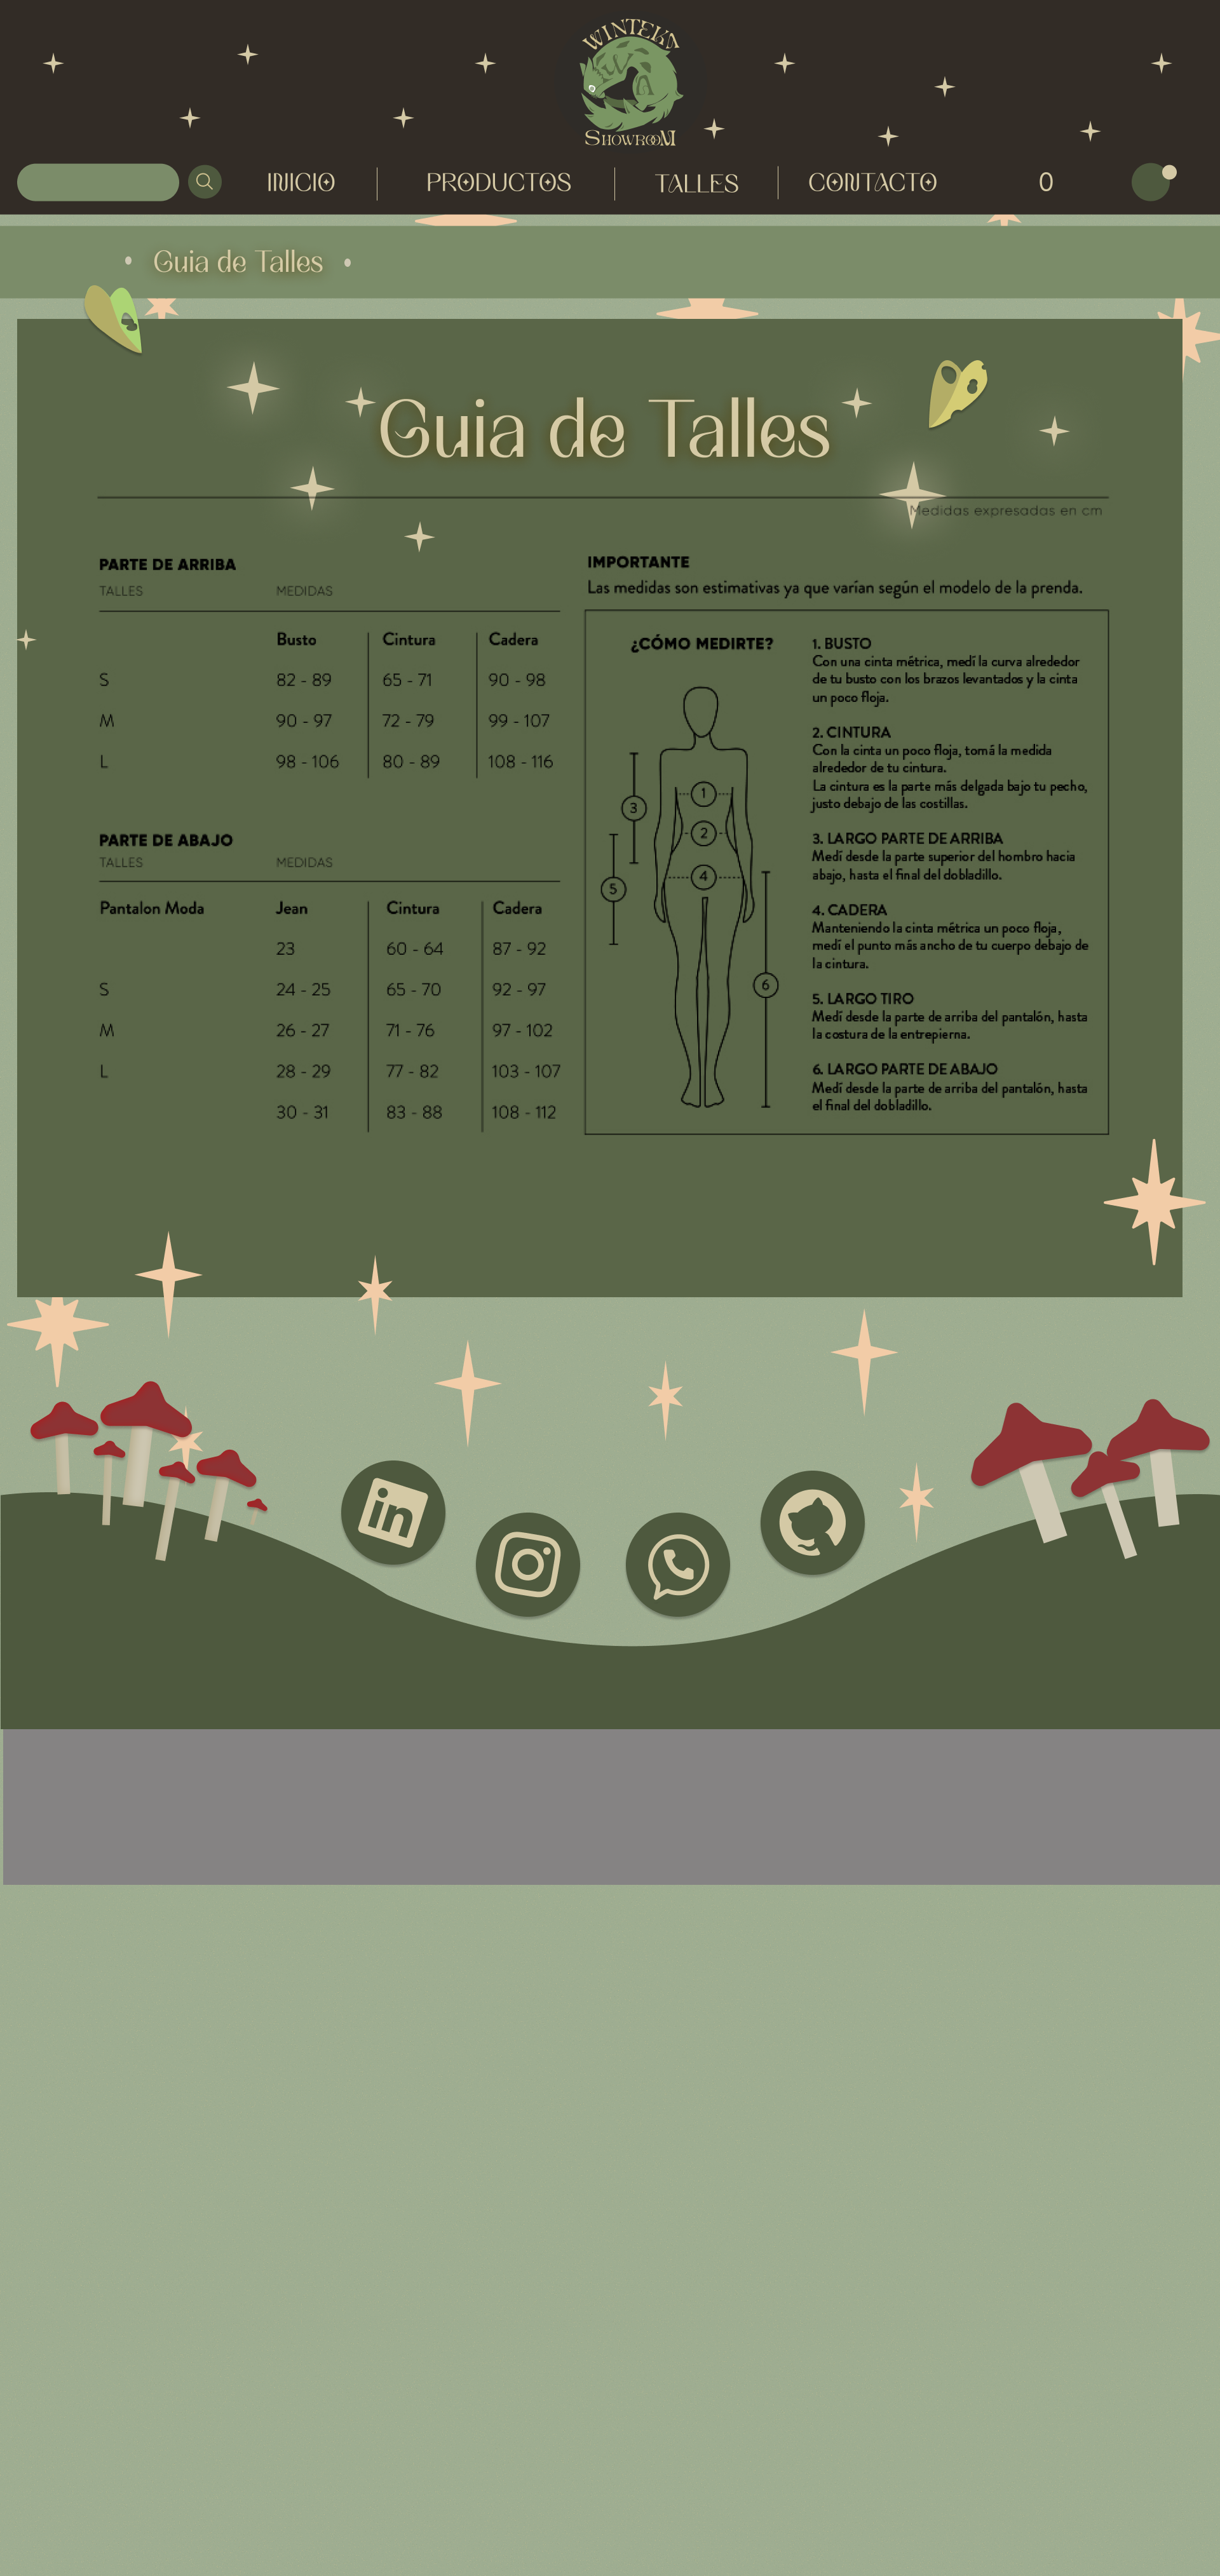 WINTEKA
SHOWROOM
INICIO
PRODUCTOS
TALLES
CONTACTO
0
• Guia de Talles •
Guia de Talles
Medidas expresadas en cm
PARTE DE ARRIBA
TALLES MEDIDAS
Busto Cintura Cadera
S 82 - 89 65 - 71 90 - 98
M 90 - 97 72 - 79 99 - 107
L 98 - 106 80 - 89 108 - 116
PARTE DE ABAJO
TALLES MEDIDAS
Pantalon Moda Jean Cintura Cadera
23 60 - 64 87 - 92
S 24 - 25 65 - 70 92 - 97
M 26 - 27 71 - 76 97 - 102
L 28 - 29 77 - 82 103 - 107
30 - 31 83 - 88 108 - 112
IMPORTANTE
Las medidas son estimativas ya que varían según el modelo de la prenda.
¿CÓMO MEDIRTE?
1
2
3
4
5
6
1. BUSTO
Con una cinta métrica, medí la curva alrededor
de tu busto con los brazos levantados y la cinta
un poco floja.
2. CINTURA
Con la cinta un poco floja, tomá la medida
alrededor de tu cintura.
La cintura es la parte más delgada bajo tu pecho,
justo debajo de las costillas.
3. LARGO PARTE DE ARRIBA
Medí desde la parte superior del hombro hacia
abajo, hasta el final del dobladillo.
4. CADERA
Manteniendo la cinta métrica un poco floja,
medí el punto más ancho de tu cuerpo debajo de
la cintura.
5. LARGO TIRO
Medí desde la parte de arriba del pantalón, hasta
la costura de la entrepierna.
6. LARGO PARTE DE ABAJO
Medí desde la parte de arriba del pantalón, hasta
el final del dobladillo.
in